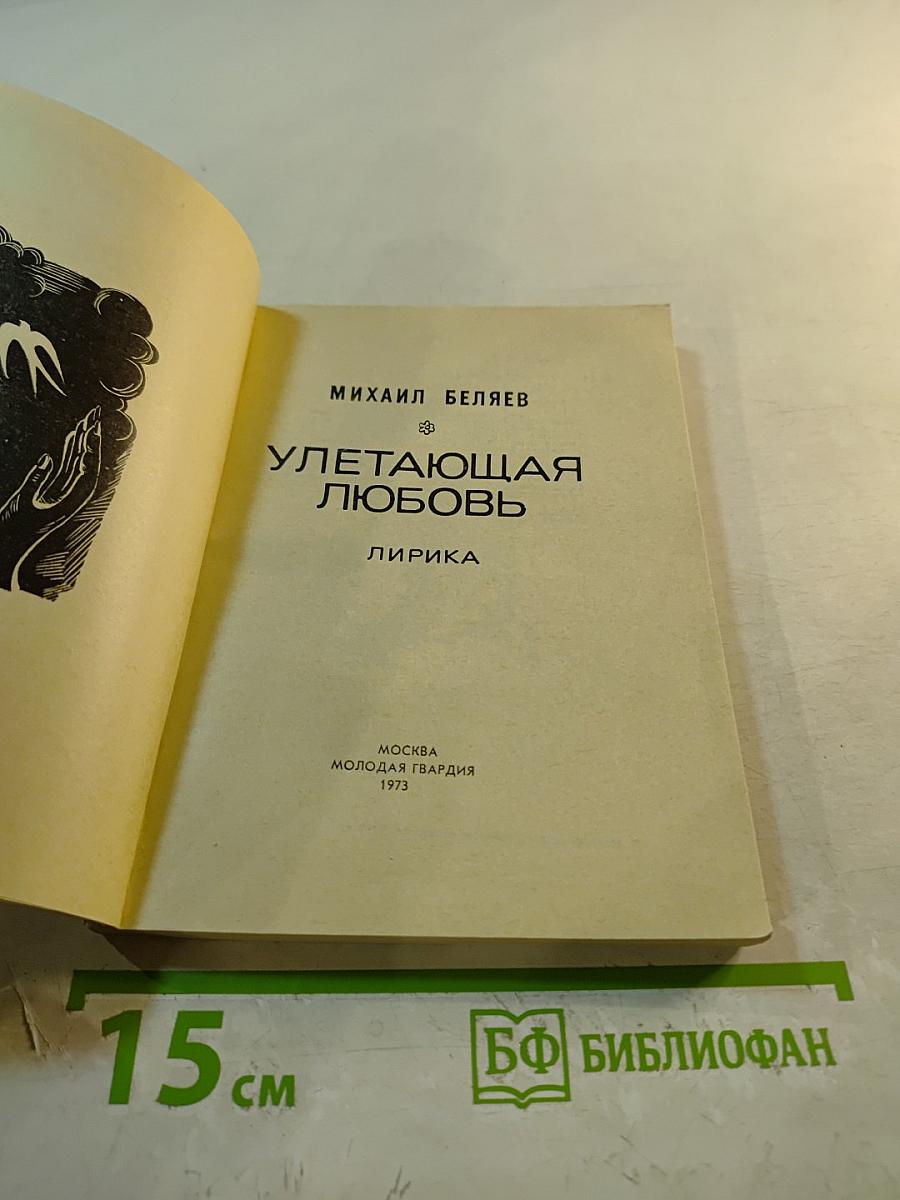 МИХАИЛ БЕЛЯЕВ
УЛЕТАЮЩАЯ
ЛЮБОВЬ
ЛИРИКА
МОСКВА
МОЛОДАЯ ГВАРДИЯ
1973
15 см
БФ БИБЛИОФАН